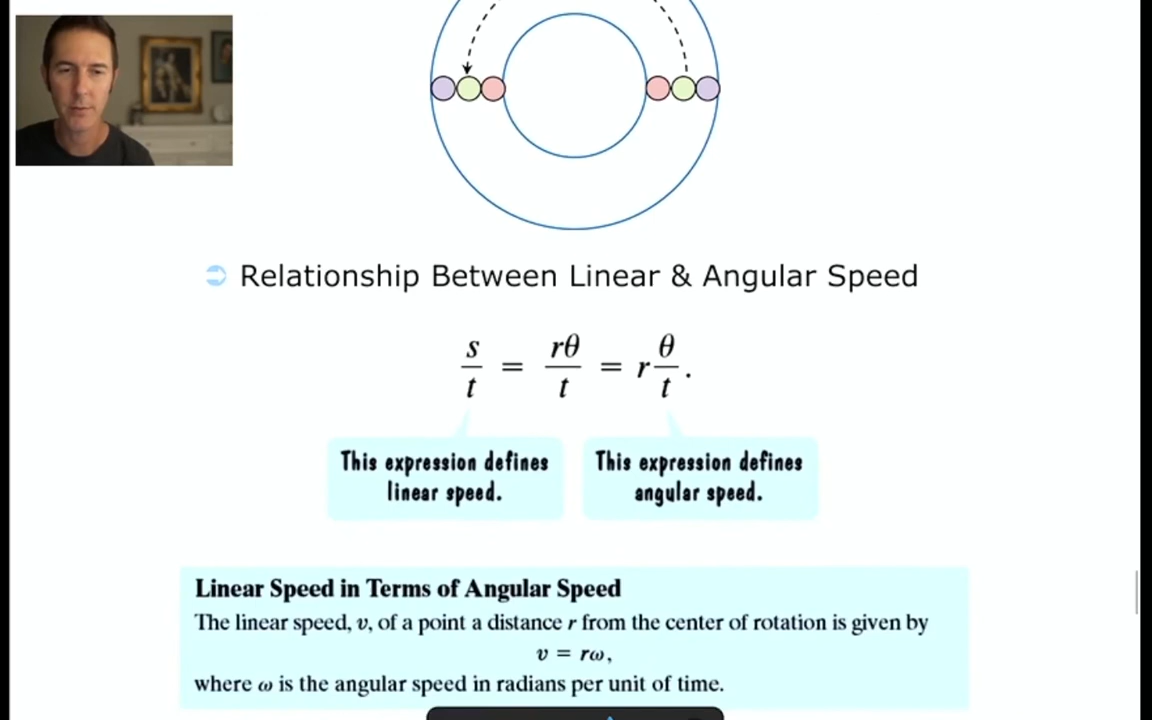 Relationship Between Linear & Angular Speed
s/t = rθ/t = r θ/t.
This expression defines
linear speed.
This expression defines
angular speed.
Linear Speed in Terms of Angular Speed
The linear speed, v, of a point a distance r from the center of rotation is given by
v = rω,
where ω is the angular speed in radians per unit of time.